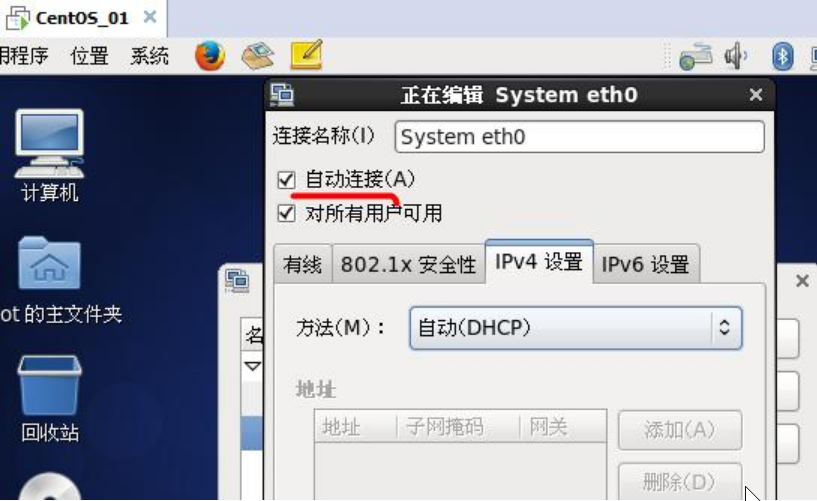 CentOS_01
用程序 位置 系统
正在编辑 System eth0
连接名称(I) System eth0
计算机
自动连接(A)
对所有用户可用
有线 802.1x 安全性 IPv4 设置 IPv6 设置
ot 的主文件夹
方法(M)： 自动(DHCP)
名
地址
地址 子网掩码 网关 添加(A)
回收站
删除(D)